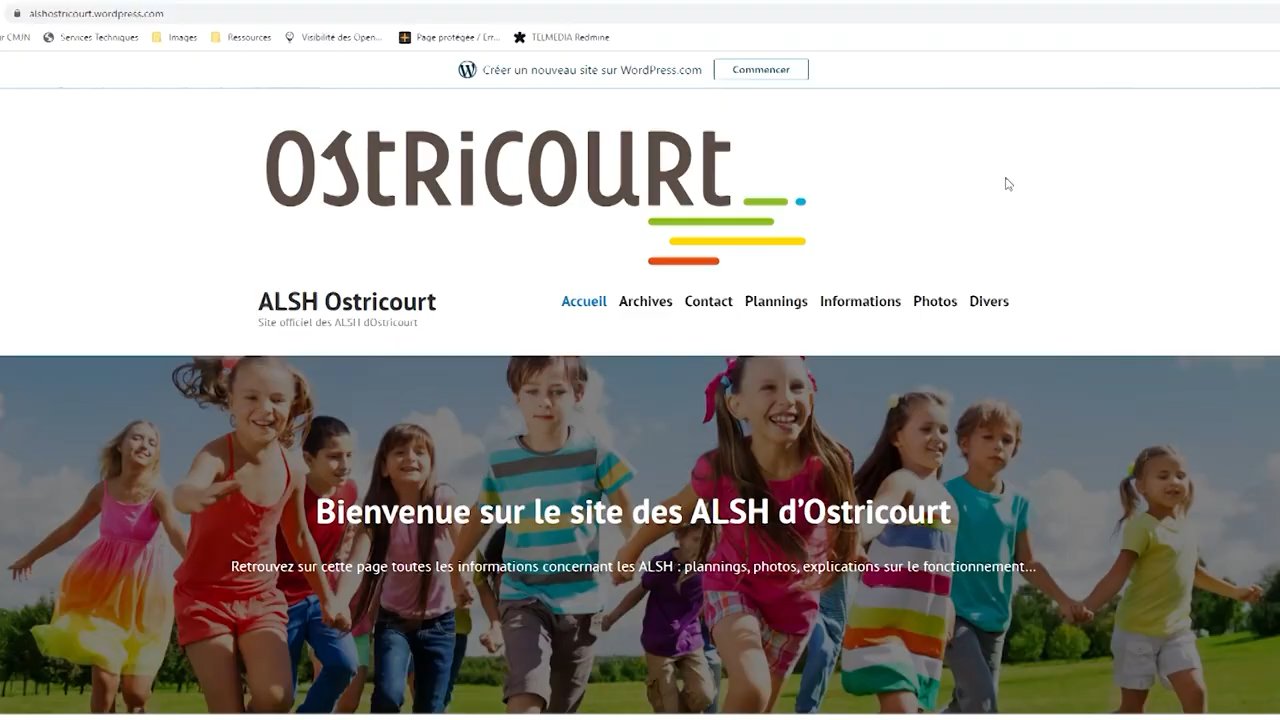 alshostricourt.wordpress.com
r CMJN Services Techniques Images Ressources Visibilité des Open... Page protégée / Err... TELMEDIA Redmine
Créer un nouveau site sur WordPress.com Commencer
OSTRICOURT
ALSH Ostricourt
Site officiel des ALSH dOstricourt
Accueil Archives Contact Plannings Informations Photos Divers
Bienvenue sur le site des ALSH d’Ostricourt
Retrouvez sur cette page toutes les informations concernant les ALSH : plannings, photos, explications sur le fonctionnement...